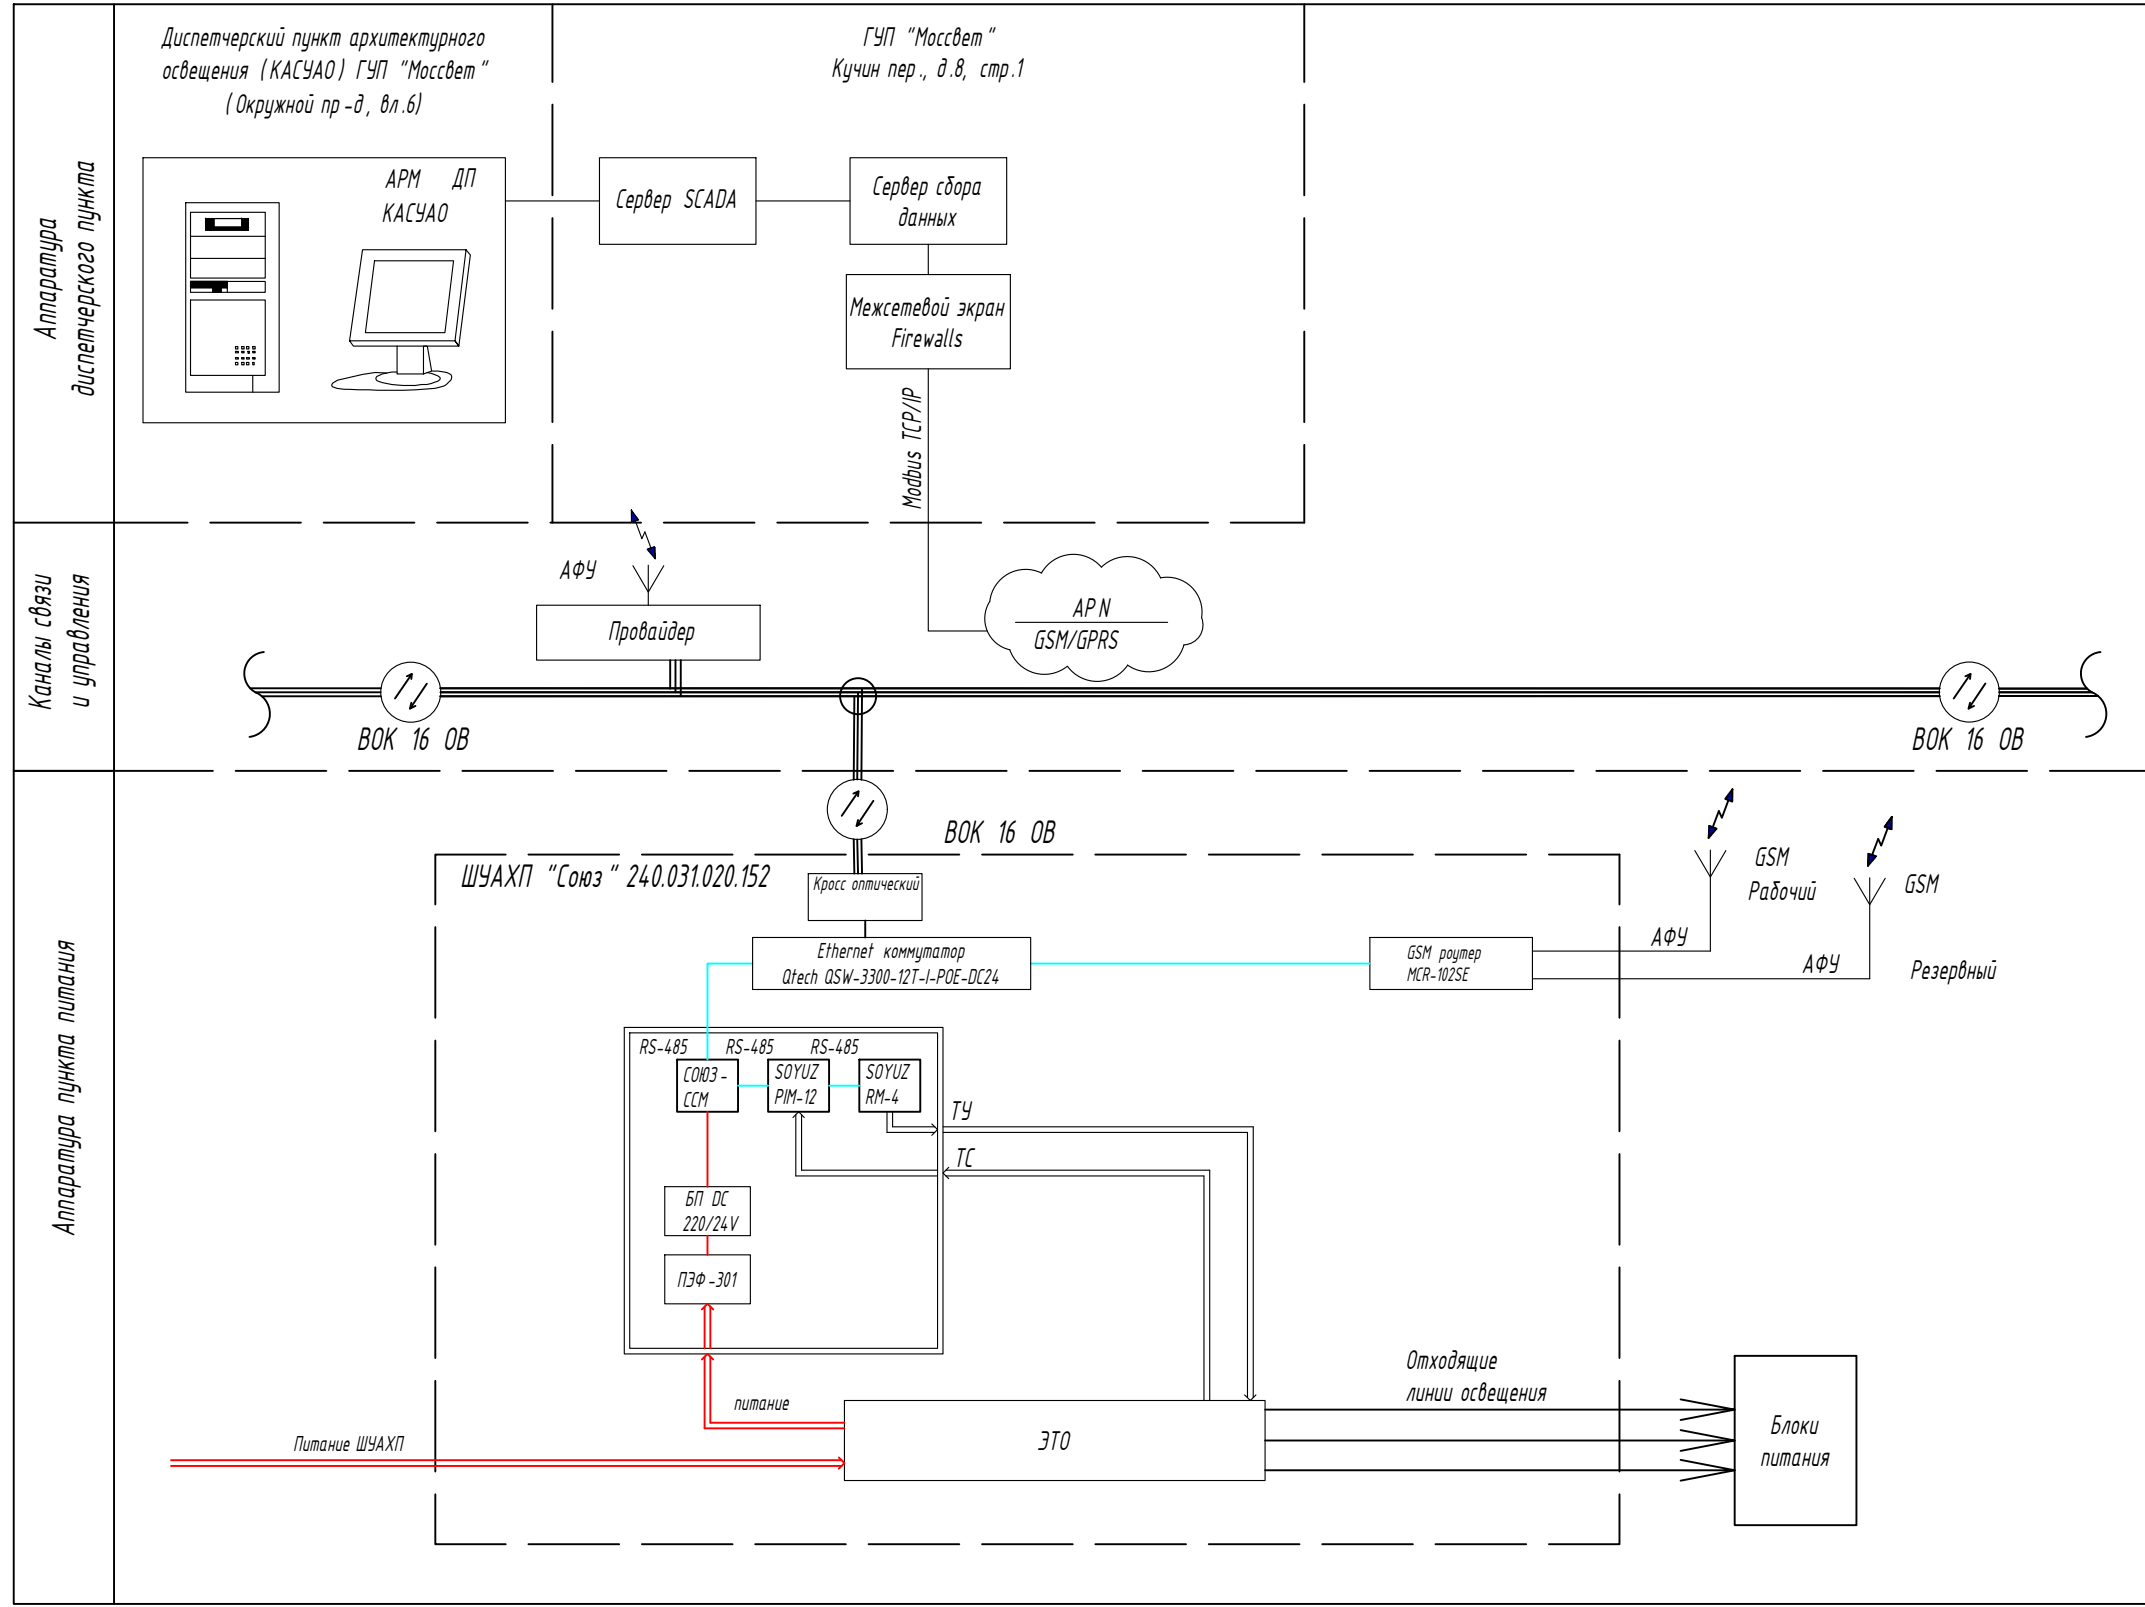 Аппаратура
диспетчерского пункта
Диспетчерский пункт архитектурного
освещения (КАСУАО) ГУП "Моссвет"
(Окружной пр-д, вл.6)
ГУП "Моссвет"
Кучин пер., д.8, стр.1
АРМ ДП
КАСУАО
Сервер SCADA
Сервер сбора
данных
Межсетевой экран
Firewalls
Modbus TCP/IP
Каналы связи
и управления
АФУ
Провайдер
APN
GSM/GPRS
ВОК 16 ОВ
ВОК 16 ОВ
Аппаратура пункта питания
ВОК 16 ОВ
ШУАХП "Союз" 240.031.020.152
Кросс оптический
Ethernet коммутатор
Qtech QSW-3300-12T-I-POE-DC24
GSM роутер
MCR-102SE
АФУ
АФУ
GSM
Рабочий
GSM
Резервный
RS-485
RS-485
RS-485
СОЮЗ-
ССМ
SOYUZ
PIM-12
SOYUZ
RM-4
ТУ
ТС
БП DC
220/24V
ПЭФ-301
питание
Питание ШУАХП
ЭТО
Отходящие
линии освещения
Блоки
питания